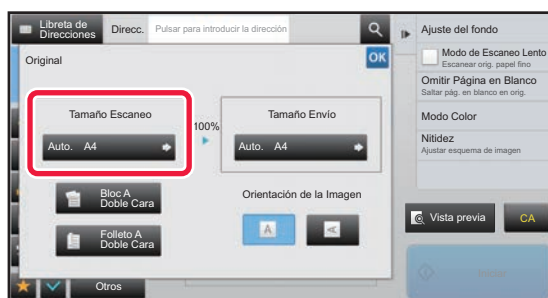 Libreta de
Direcciones
Direcc.
Pulsar para introducir la dirección
Original
OK
Tamaño Escaneo
Auto. A4
100%
Tamaño Envío
Auto. A4
Bloc A
Doble Cara
Folleto A
Doble Cara
Orientación de la Imagen
A
A
Otros
Ajuste del fondo
Modo de Escaneo Lento
Escanear orig. papel fino
Omitir Página en Blanco
Saltar pág. en blanco en orig.
Modo Color
Nitidez
Ajustar esquema de imagen
Vista previa
CA
Iniciar